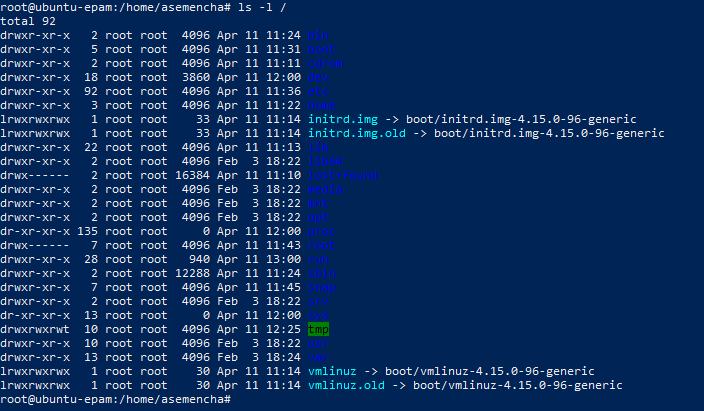 root@ubuntu-epam:/home/asemencha# ls -l /
total 92
drwxr-xr-x   2 root root  4096 Apr 11 11:24 bin
drwxr-xr-x   5 root root  4096 Apr 11 11:31 boot
drwxr-xr-x   2 root root  4096 Apr 11 11:11 cdrom
drwxr-xr-x  18 root root  3860 Apr 11 12:00 dev
drwxr-xr-x  92 root root  4096 Apr 11 11:36 etc
drwxr-xr-x   3 root root  4096 Apr 11 11:22 home
lrwxrwxrwx   1 root root    33 Apr 11 11:14 initrd.img -> boot/initrd.img-4.15.0-96-generic
lrwxrwxrwx   1 root root    33 Apr 11 11:14 initrd.img.old -> boot/initrd.img-4.15.0-96-generic
drwxr-xr-x  22 root root  4096 Apr 11 11:13 lib
drwxr-xr-x   2 root root  4096 Feb  3 18:22 lib64
drwx------   2 root root 16384 Apr 11 11:10 lost+found
drwxr-xr-x   2 root root  4096 Feb  3 18:22 media
drwxr-xr-x   2 root root  4096 Feb  3 18:22 mnt
drwxr-xr-x   2 root root  4096 Feb  3 18:22 opt
dr-xr-xr-x 135 root root     0 Apr 11 12:00 proc
drwx------   7 root root  4096 Apr 11 11:43 root
drwxr-xr-x  28 root root   940 Apr 11 13:00 run
drwxr-xr-x   2 root root 12288 Apr 11 11:24 sbin
drwxr-xr-x   7 root root  4096 Apr 11 11:45 snap
drwxr-xr-x   2 root root  4096 Feb  3 18:22 srv
dr-xr-xr-x  13 root root     0 Apr 11 12:00 sys
drwxrwxrwt  10 root root  4096 Apr 11 12:25 tmp
drwxr-xr-x  10 root root  4096 Feb  3 18:22 usr
drwxr-xr-x  13 root root  4096 Feb  3 18:24 var
lrwxrwxrwx   1 root root    30 Apr 11 11:14 vmlinuz -> boot/vmlinuz-4.15.0-96-generic
lrwxrwxrwx   1 root root    30 Apr 11 11:14 vmlinuz.old -> boot/vmlinuz-4.15.0-96-generic
root@ubuntu-epam:/home/asemencha#